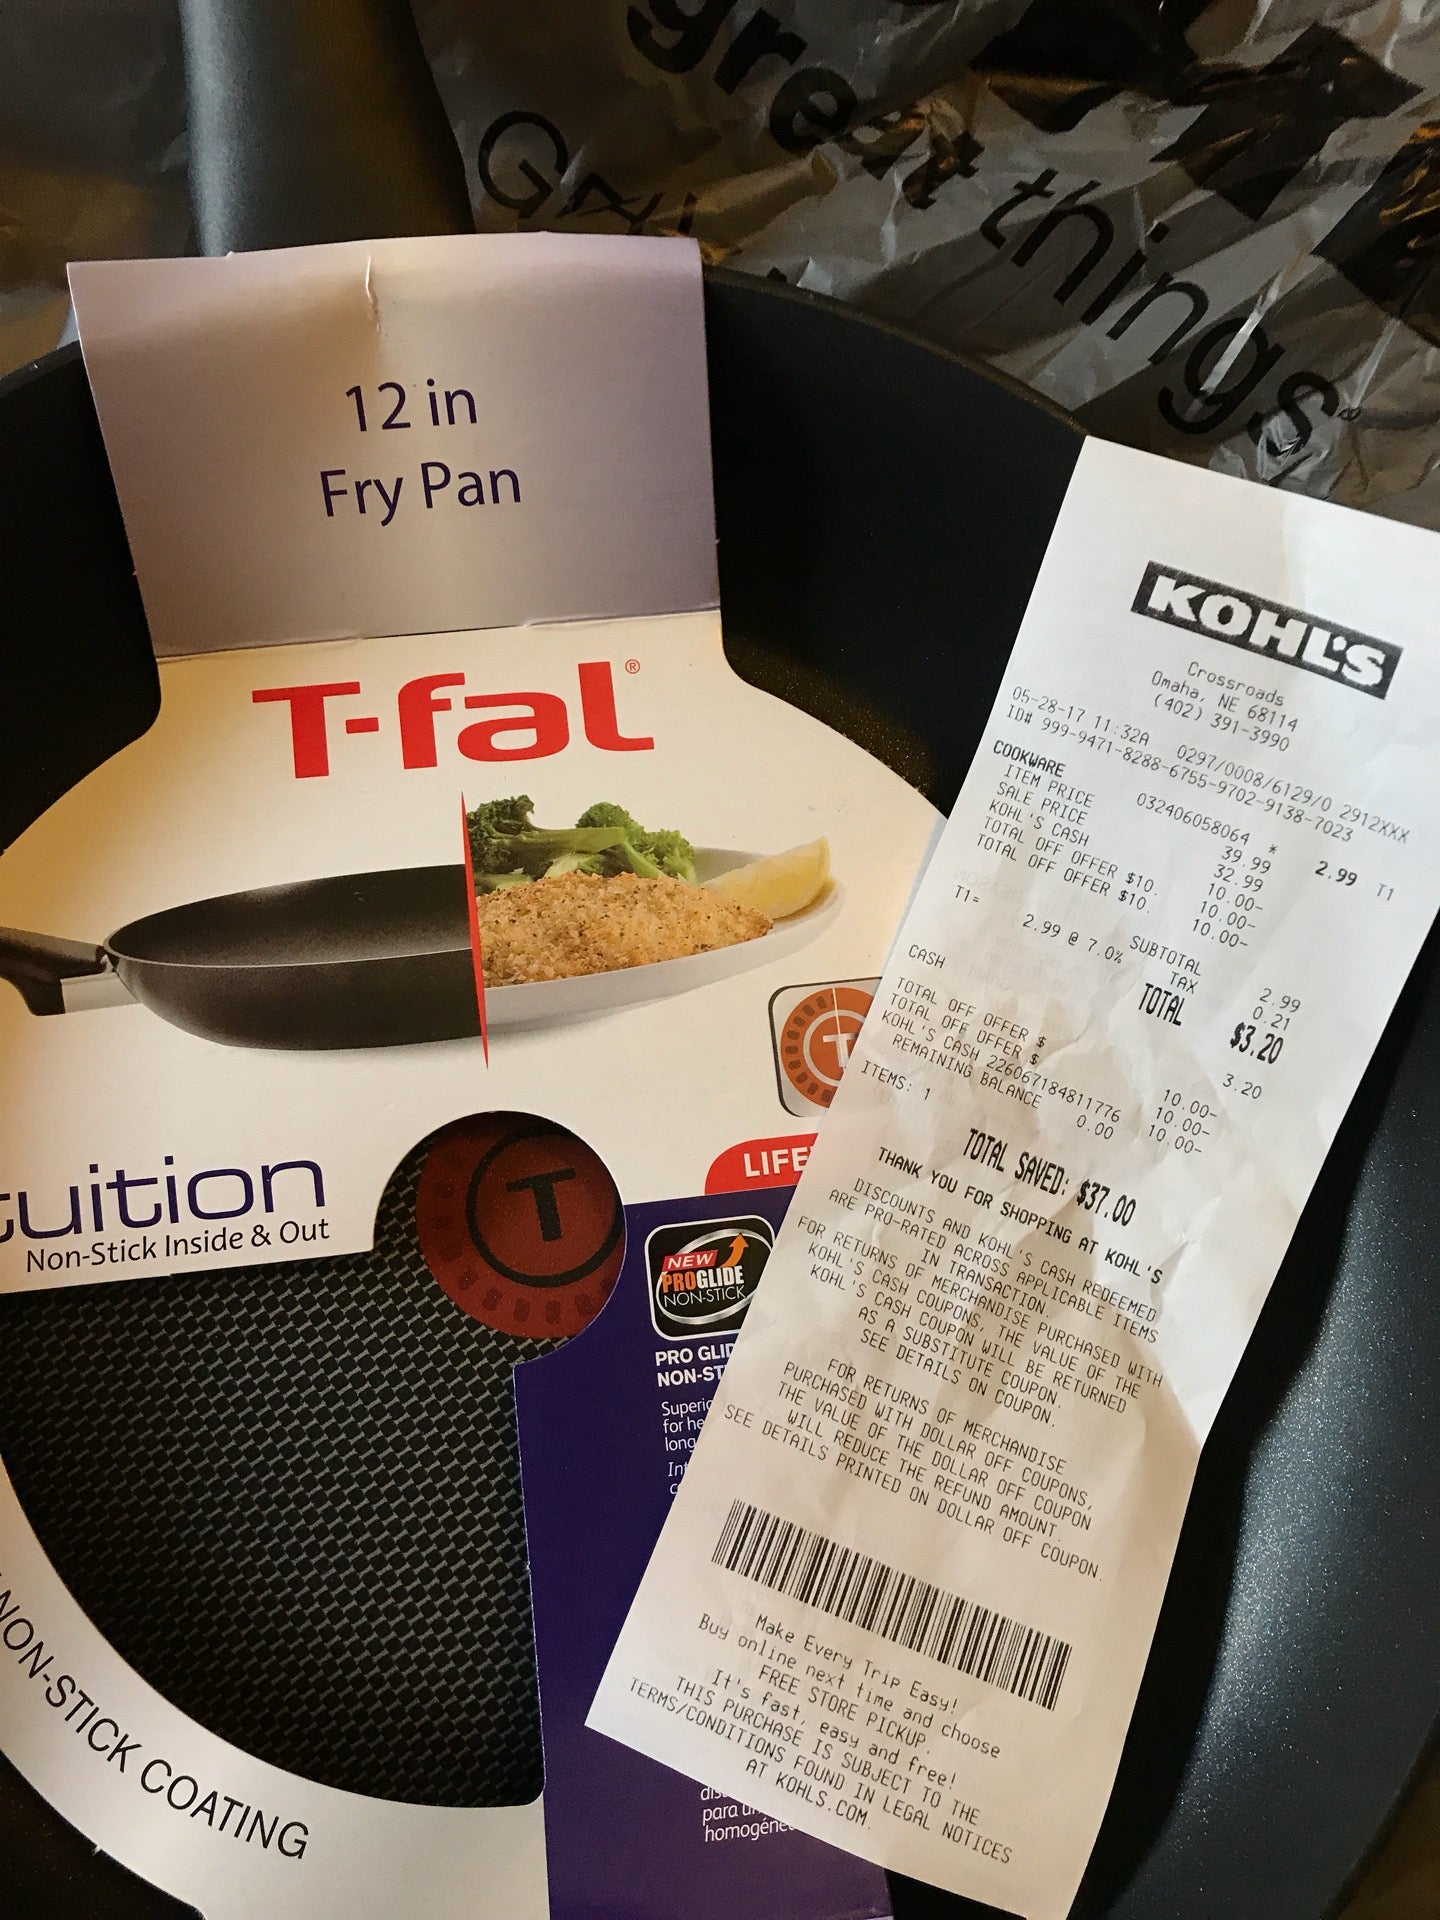 great things
12 in
Fry Pan
T-fal®
tuition
Non-Stick Inside & Out
T
LIFE
NEW
PROGLIDE
NON-STICK
PRO GLID
NON-ST
Superio
for he
long
Int
NON-STICK COATING
dis
para un
homogéne
KOHL'S
Crossroads
Omaha, NE 68114
(402) 391-3990
05-28-17 11:32A 0297/0008/6129/0 2912XXX
ID# 999-9471-8288-6755-9702-9138-7023
COOKWARE 032406058064 * 2.99 T1
ITEM PRICE 39.99
SALE PRICE 32.99
KOHL'S CASH 10.00-
TOTAL OFF OFFER $10. 10.00-
TOTAL OFF OFFER $10. 10.00-
SUBTOTAL 2.99
T1= 2.99 @ 7.0% TAX 0.21
TOTAL $3.20
CASH 3.20
TOTAL OFF OFFER $ 10.00-
TOTAL OFF OFFER $ 10.00-
KOHL'S CASH 226067184811776 10.00-
REMAINING BALANCE 0.00
ITEMS: 1
TOTAL SAVED: $37.00
THANK YOU FOR SHOPPING AT KOHL'S
DISCOUNTS AND KOHL'S CASH REDEEMED
ARE PRO-RATED ACROSS APPLICABLE ITEMS
IN TRANSACTION.
FOR RETURNS OF MERCHANDISE PURCHASED WITH
KOHL'S CASH COUPONS, THE VALUE OF THE
KOHL'S CASH COUPON WILL BE RETURNED
AS A SUBSTITUTE COUPON.
SEE DETAILS ON COUPON.
FOR RETURNS OF MERCHANDISE
PURCHASED WITH DOLLAR OFF COUPONS,
THE VALUE OF THE DOLLAR OFF COUPON
WILL REDUCE THE REFUND AMOUNT.
SEE DETAILS PRINTED ON DOLLAR OFF COUPON.
Make Every Trip Easy!
Buy online next time and choose
FREE STORE PICKUP.
It's fast, easy and free!
THIS PURCHASE IS SUBJECT TO THE
TERMS/CONDITIONS FOUND IN LEGAL NOTICES
AT KOHLS.COM.